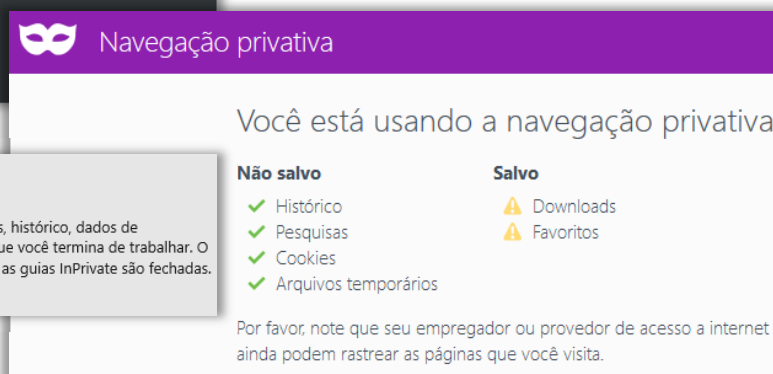 Navegação privativa
Você está usando a navegação privativa
Não salvo
Salvo
Histórico
Downloads
Pesquisas
Favoritos
Cookies
Arquivos temporários
Por favor, note que seu empregador ou provedor de acesso a internet
ainda podem rastrear as páginas que você visita.
s, histórico, dados de
ue você termina de trabalhar. O
as guias InPrivate são fechadas.